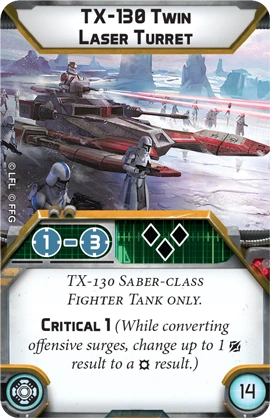 TX-130 Twin
Laser Turret
© LFL © FFG
1 – 3
TX-130 Saber-class
Fighter Tank only.
Critical 1 (While converting
offensive surges, change up to 1
result to a result.)
14